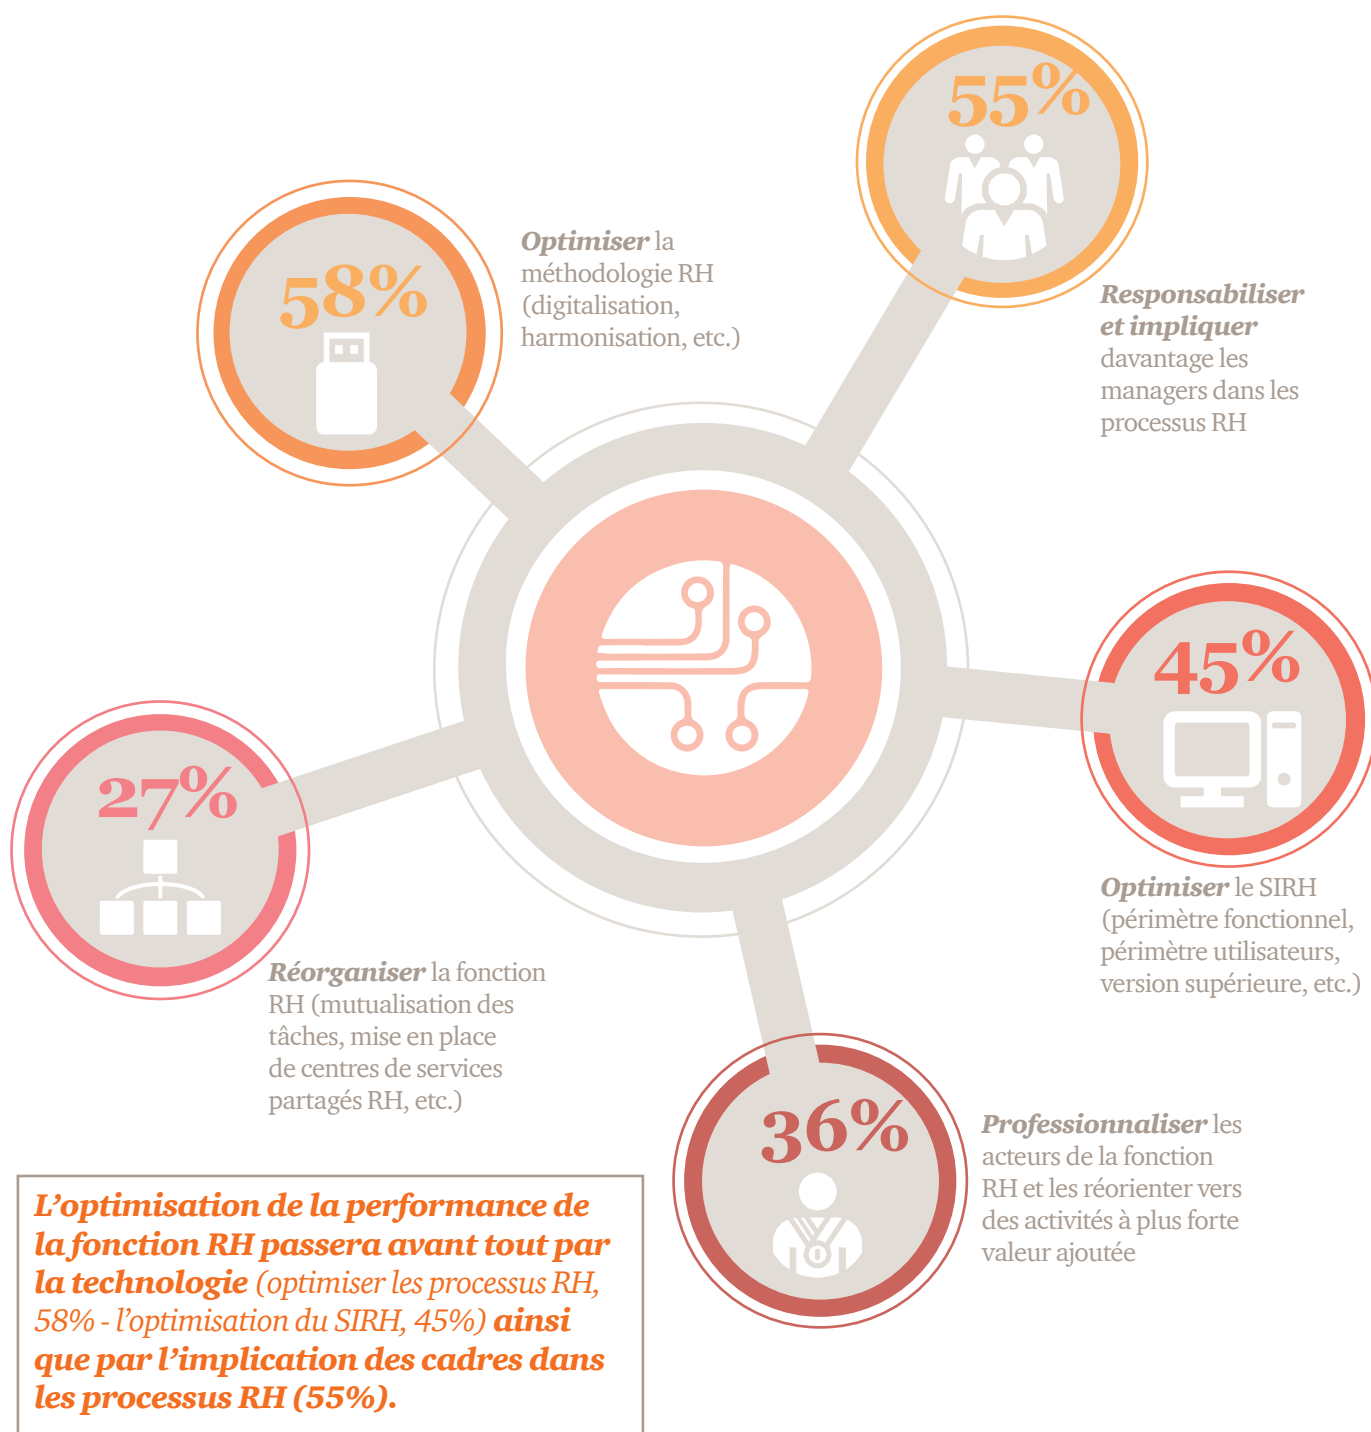 55%
58%
Optimiser la
méthodologie RH
(digitalisation,
harmonisation, etc.)
Responsabiliser
et impliquer
davantage les
managers dans les
processus RH
45%
Optimiser le SIRH
(périmètre fonctionnel,
périmètre utilisateurs,
version supérieure, etc.)
27%
Réorganiser la fonction
RH (mutualisation des
tâches, mise en place
de centres de services
partagés RH, etc.)
36%
Professionnaliser les
acteurs de la fonction
RH et les réorienter vers
des activités à plus forte
valeur ajoutée
L’optimisation de la performance de
la fonction RH passera avant tout par
la technologie (optimiser les processus RH,
58% - l’optimisation du SIRH, 45%) ainsi
que par l’implication des cadres dans
les processus RH (55%).